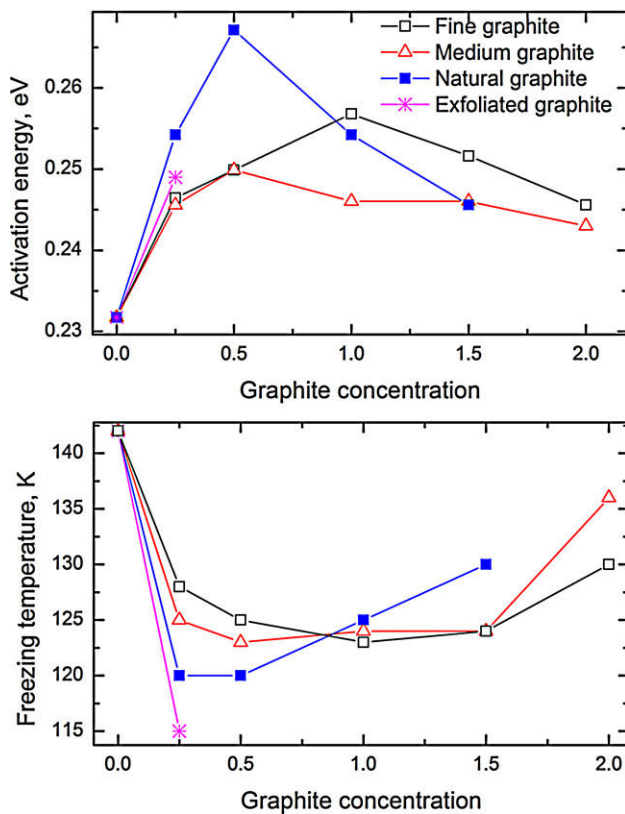 Activation energy, eV
0.26
0.25
0.24
0.23
Fine graphite
Medium graphite
Natural graphite
Exfoliated graphite
0.0 0.5 1.0 1.5 2.0
Graphite concentration
Freezing temperature, K
140
135
130
125
120
115
0.0 0.5 1.0 1.5 2.0
Graphite concentration